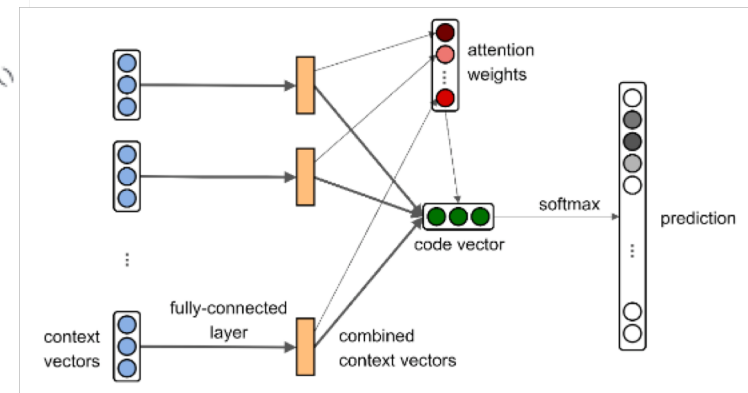 attention
weights
softmax
prediction
code vector
fully-connected
layer
context
vectors
combined
context vectors